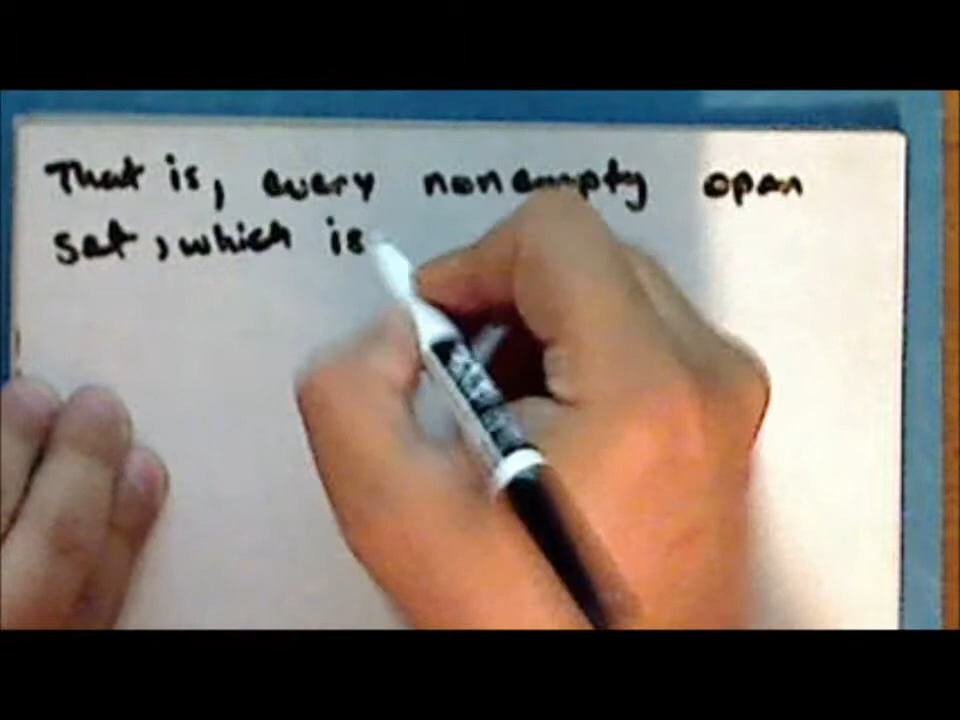 That is, every nonempty open
set, which is